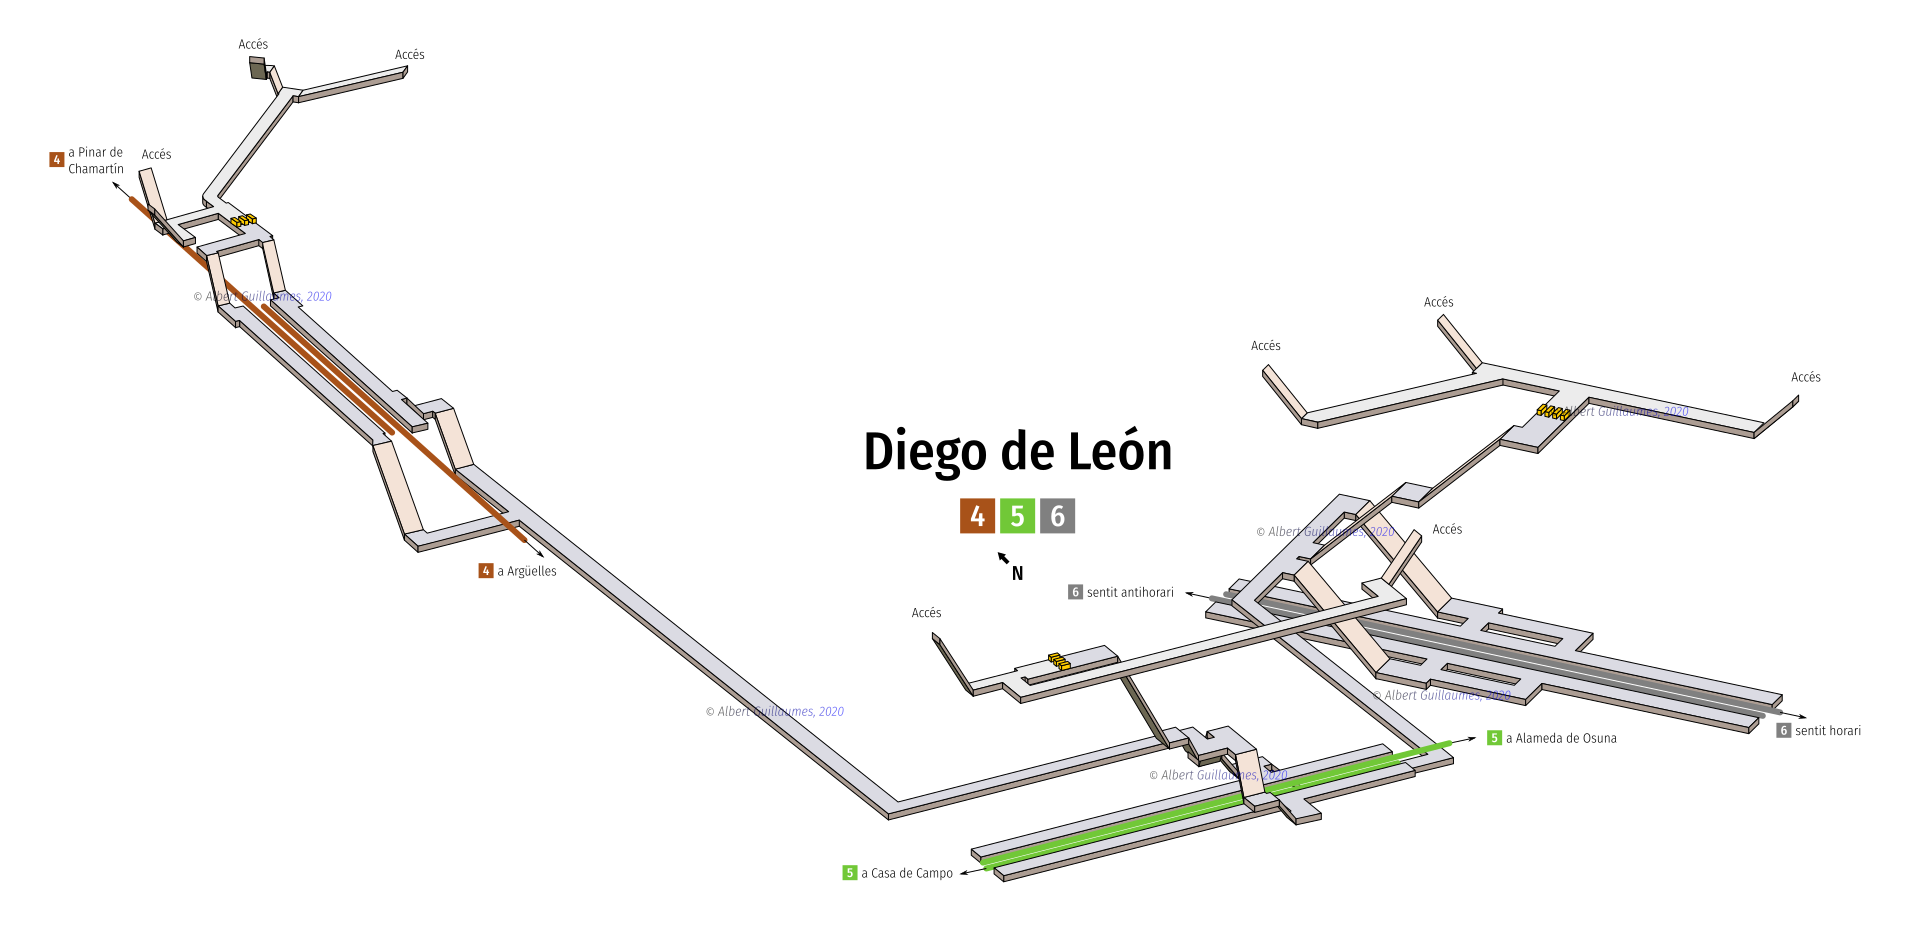 Accés
Accés
4 a Pinar de
Chamartín
Accés
© Albert Guillaumes, 2020
Accés
Accés
Accés
© Albert Guillaumes, 2020
Diego de León
4 5 6
N
© Albert Guillaumes, 2020
Accés
4 a Argüelles
6 sentit antihorari
Accés
© Albert Guillaumes, 2020
© Albert Guillaumes, 2020
6 sentit horari
5 a Alameda de Osuna
© Albert Guillaumes, 2020
5 a Casa de Campo